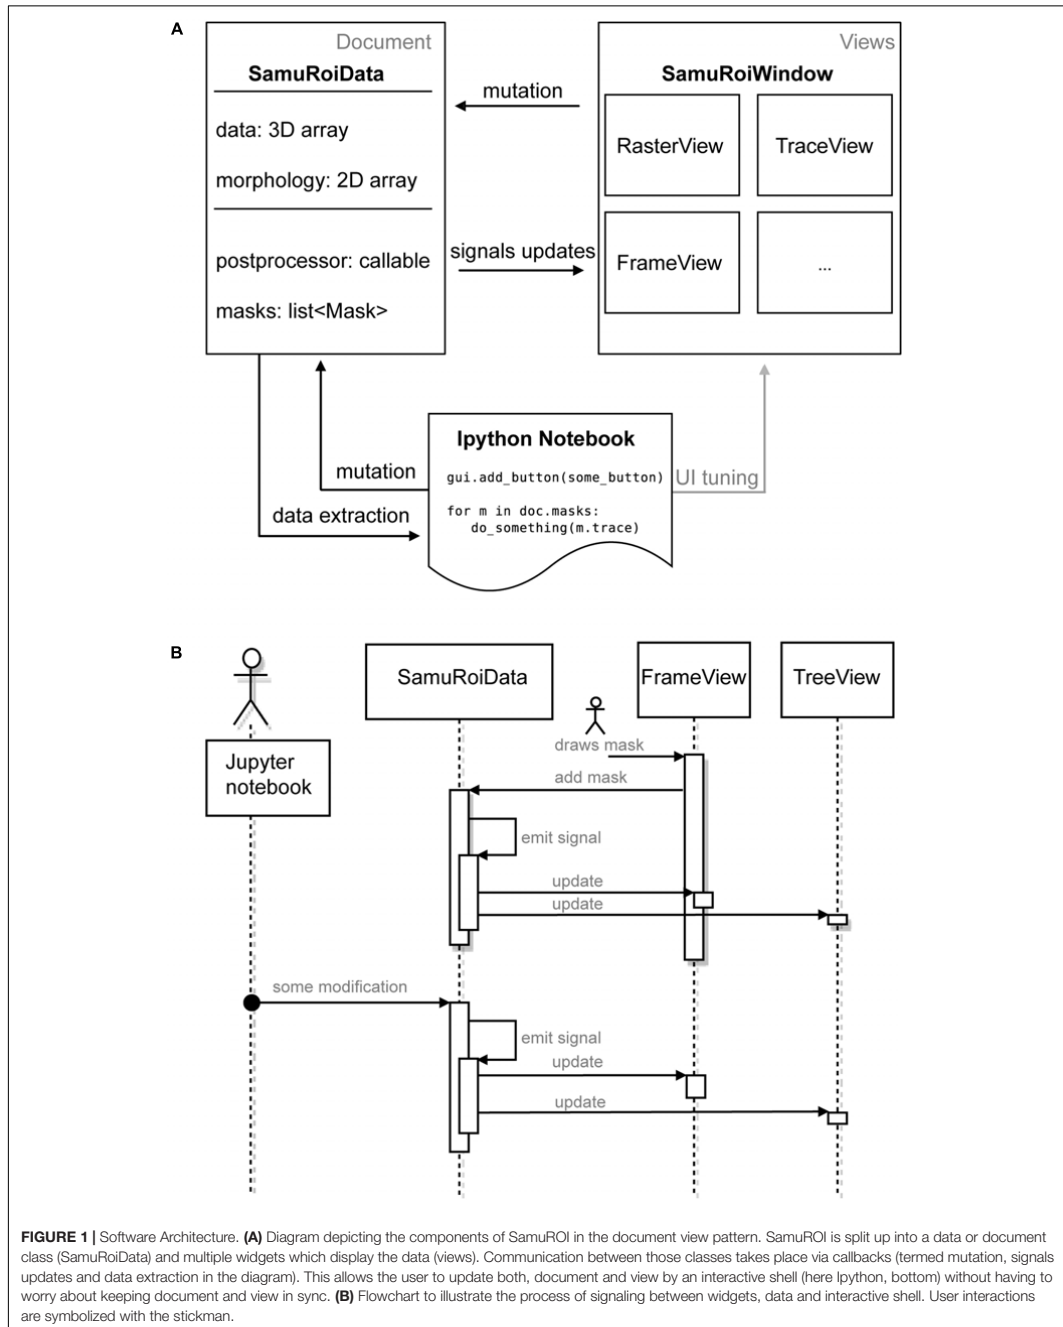 A
Document
SamuRoiData
data: 3D array
morphology: 2D array
postprocessor: callable
masks: list<Mask>
mutation
signals updates
Views
SamuRoiWindow
RasterView
TraceView
FrameView
...
Ipython Notebook
gui.add_button(some_button)
for m in doc.masks:
do_something(m.trace)
mutation
data extraction
UI tuning
B
Jupyter
notebook
SamuRoiData
FrameView
TreeView
draws mask
add mask
emit signal
update
update
some modification
emit signal
update
update
FIGURE 1 | Software Architecture. (A) Diagram depicting the components of SamuROI in the document view pattern. SamuROI is split up into a data or document
class (SamuRoiData) and multiple widgets which display the data (views). Communication between those classes takes place via callbacks (termed mutation, signals
updates and data extraction in the diagram). This allows the user to update both, document and view by an interactive shell (here Ipython, bottom) without having to
worry about keeping document and view in sync. (B) Flowchart to illustrate the process of signaling between widgets, data and interactive shell. User interactions
are symbolized with the stickman.